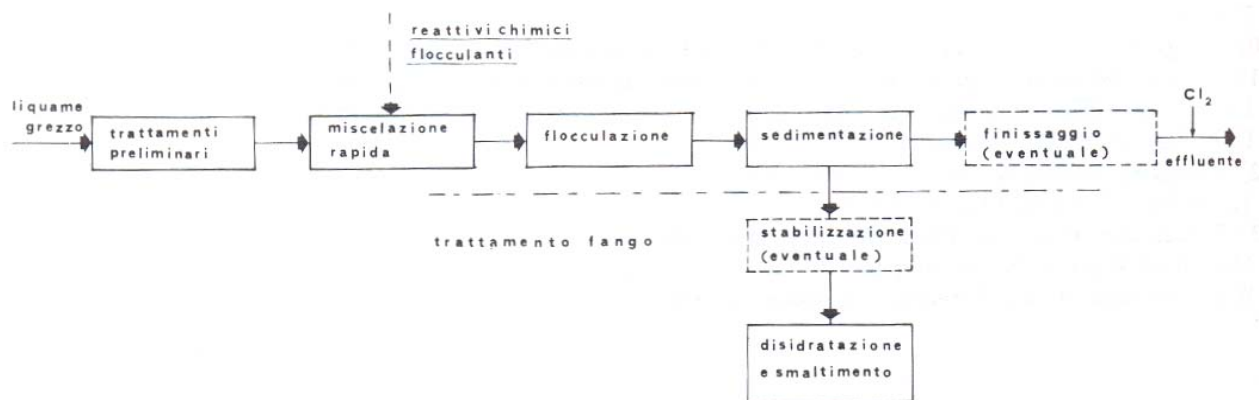 reattivi chimici
flocculanti
liquame
grezzo
trattamenti
preliminari
miscelazione
rapida
flocculazione
sedimentazione
finissaggio
(eventuale)
Cl₂
effluente
trattamento fango
stabilizzazione
(eventuale)
disidratazione
e smaltimento